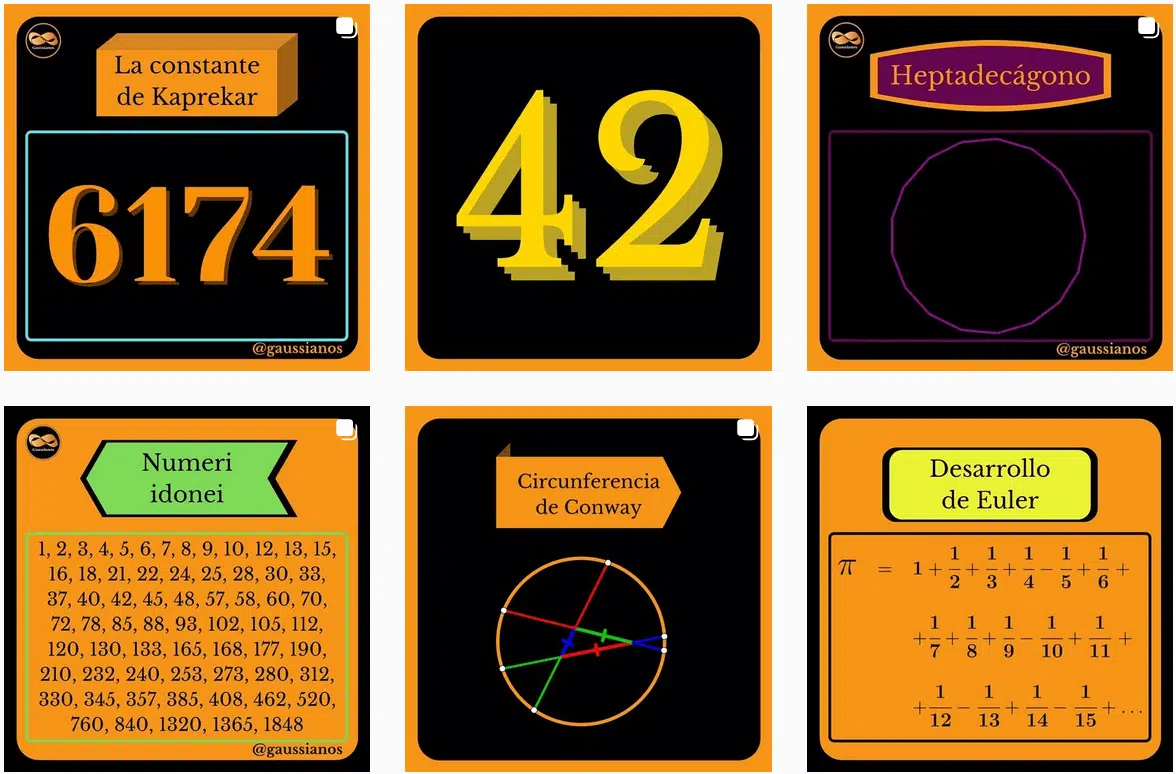 Gaussianos
La constante
de Kaprekar
6174
@gaussianos
42
Gaussianos
Heptadecágono
@gaussianos
Gaussianos
Numeri
idonei
1, 2, 3, 4, 5, 6, 7, 8, 9, 10, 12, 13, 15,
16, 18, 21, 22, 24, 25, 28, 30, 33,
37, 40, 42, 45, 48, 57, 58, 60, 70,
72, 78, 85, 88, 93, 102, 105, 112,
120, 130, 133, 165, 168, 177, 190,
210, 232, 240, 253, 273, 280, 312,
330, 345, 357, 385, 408, 462, 520,
760, 840, 1320, 1365, 1848
@gaussianos
Circunferencia
de Conway
Desarrollo
de Euler
π = 1 + 1/2 + 1/3 + 1/4 − 1/5 + 1/6 +
+ 1/7 + 1/8 + 1/9 − 1/10 + 1/11 +
+ 1/12 − 1/13 + 1/14 − 1/15 + ...